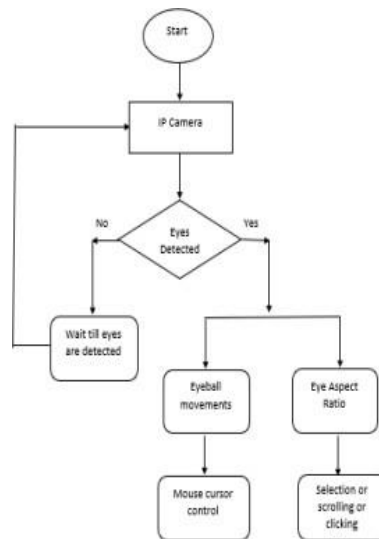 Start
IP Camera
No
Yes
Eyes
Detected
Wait till eyes
are detected
Eyeball
movements
Eye Aspect
Ratio
Mouse cursor
control
Selection or
scrolling or
clicking